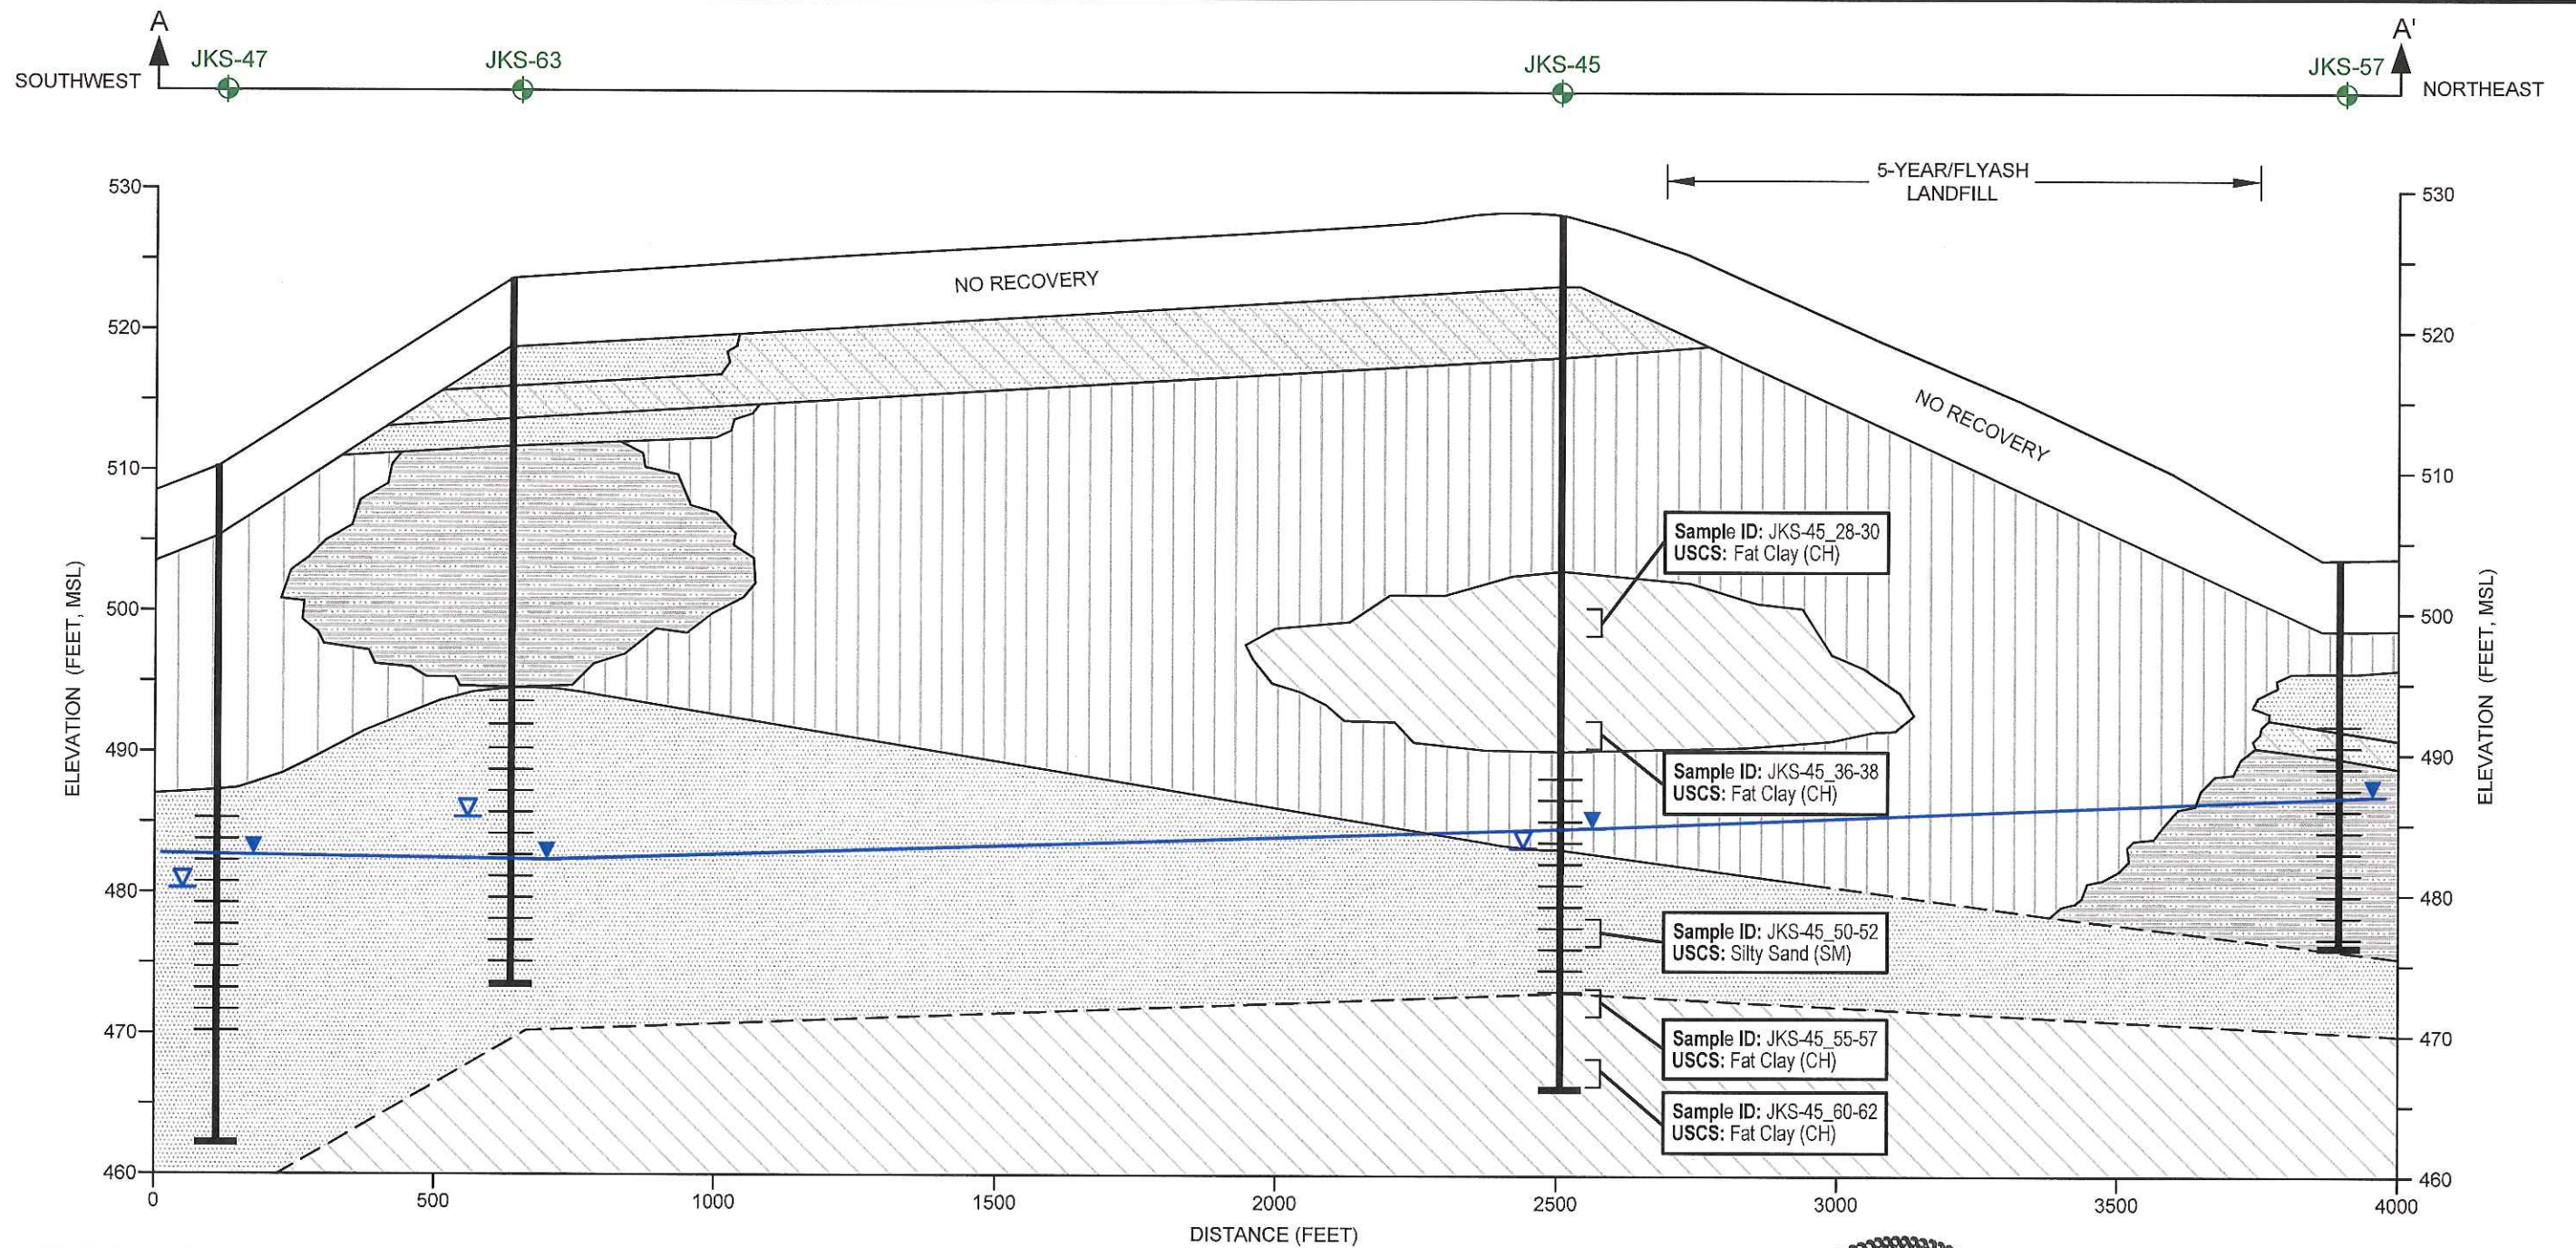 A
A'
JKS-47
JKS-63
JKS-45
JKS-57
SOUTHWEST
NORTHEAST
5-YEAR/FLYASH
LANDFILL
530
520
510
500
490
480
470
460
ELEVATION (FEET, MSL)
NO RECOVERY
NO RECOVERY
Sample ID: JKS-45_28-30
USCS: Fat Clay (CH)
Sample ID: JKS-45_36-38
USCS: Fat Clay (CH)
Sample ID: JKS-45_50-52
USCS: Silty Sand (SM)
Sample ID: JKS-45_55-57
USCS: Fat Clay (CH)
Sample ID: JKS-45_60-62
USCS: Fat Clay (CH)
530
520
510
500
490
480
470
460
ELEVATION (FEET, MSL)
0
500
1000
1500
2000
2500
3000
3500
4000
DISTANCE (FEET)